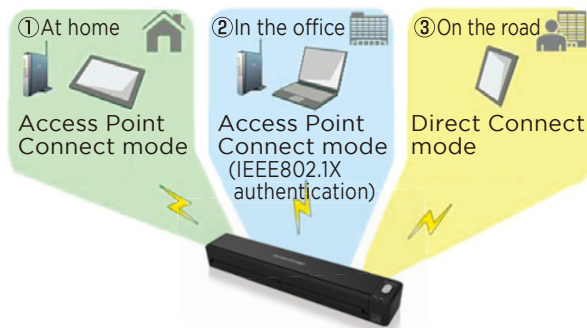 ①At home
Access Point
Connect mode
②In the office
Access Point
Connect mode
(IEEE802.1X
authentication)
③On the road
Direct Connect
mode